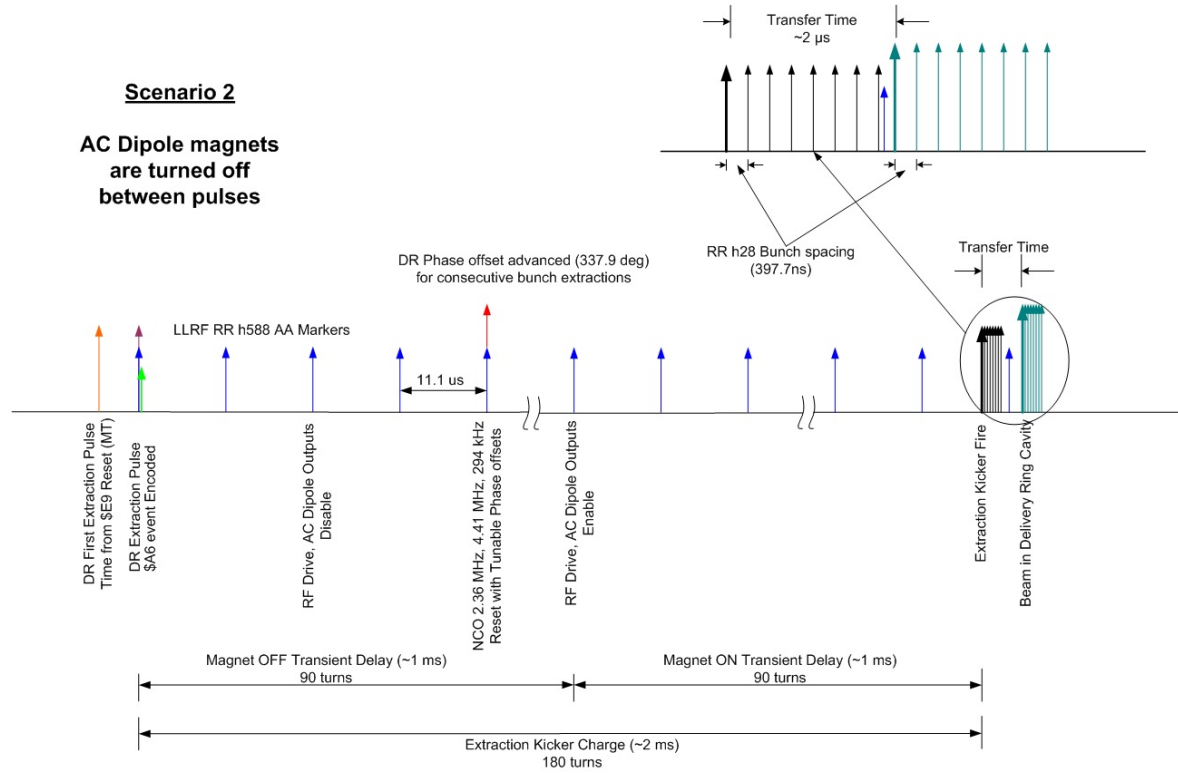 Transfer Time
~2 µs
Scenario 2
AC Dipole magnets
are turned off
between pulses
RR h28 Bunch spacing
(397.7ns)
Transfer Time
DR Phase offset advanced (337.9 deg)
for consecutive bunch extractions
LLRF RR h588 AA Markers
11.1 us
DR First Extraction Pulse
Time from $E9 Reset (MT)
DR Extraction Pulse
$A6 event Encoded
RF Drive, AC Dipole Outputs
Disable
NCO 2.36 MHz, 4.41 MHz, 294 kHz
Reset with Tunable Phase offsets
RF Drive, AC Dipole Outputs
Enable
Extraction Kicker Fire
Beam in Delivery Ring Cavity
Magnet OFF Transient Delay (~1 ms)
90 turns
Magnet ON Transient Delay (~1 ms)
90 turns
Extraction Kicker Charge (~2 ms)
180 turns